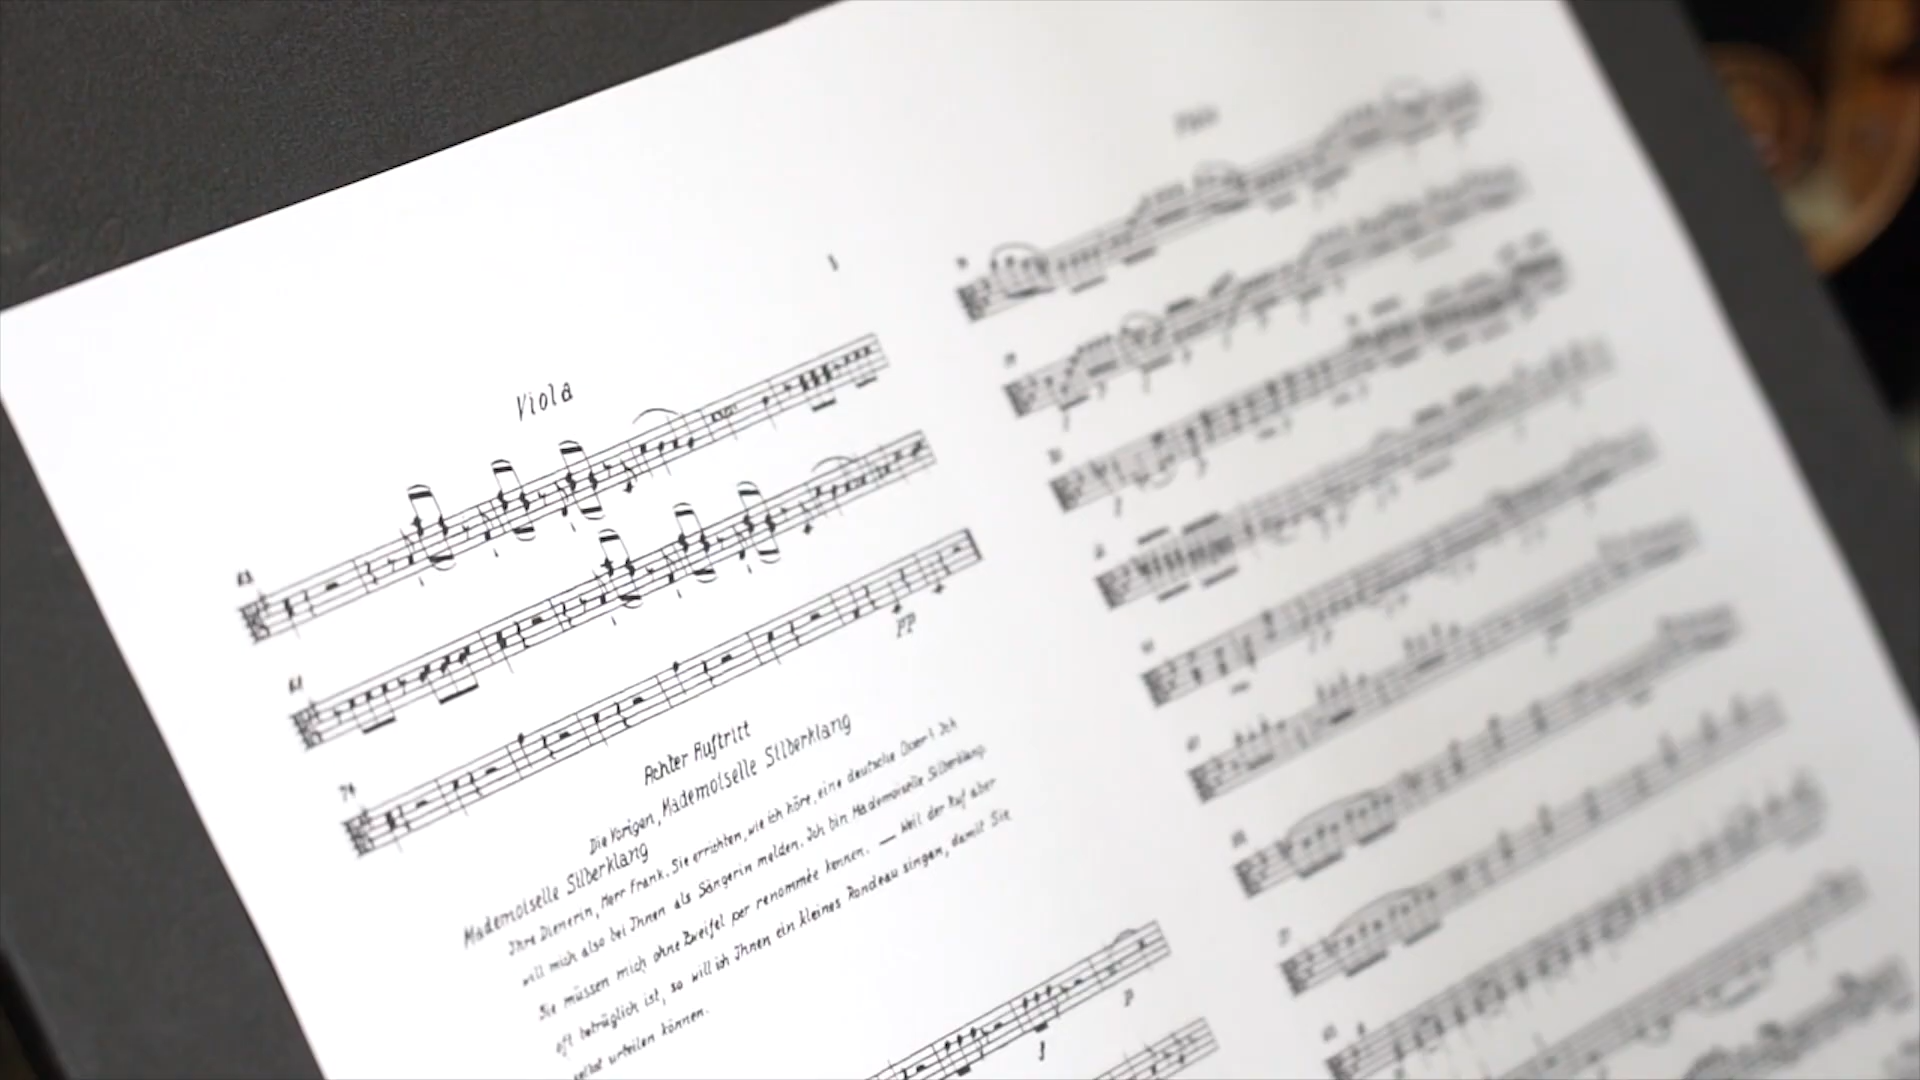 Viola
74
pp
Achter Auftritt
Die Vorigen, Mademoiselle Silberklang
Mademoiselle Silberklang
Ihre Dienerin, Herr Frank. Sie errichten, wie ich höre, eine deutsche Oper! Ich
will mich also bei Ihnen als Sängerin melden. Ich bin Mademoiselle Silberklang.
Sie müssen mich ohne Zweifel per renommée kennen. — Weil der Ruf aber
oft betrüglich ist, so will ich Ihnen ein kleines Rondeau singen, damit Sie
selbst urteilen können.
p
f
Viola